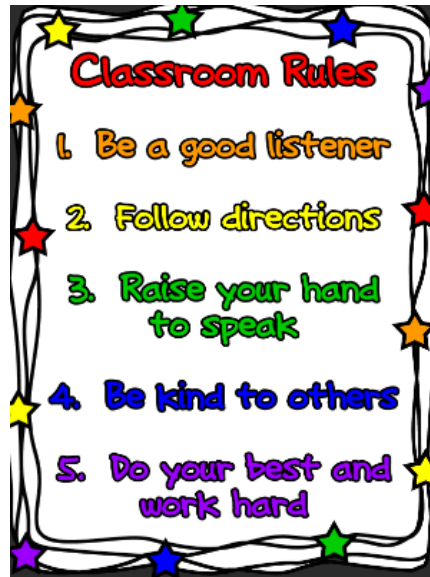 Classroom Rules
1. Be a good listener
2. Follow directions
3. Raise your hand
to speak
4. Be kind to others
5. Do your best and
work hard